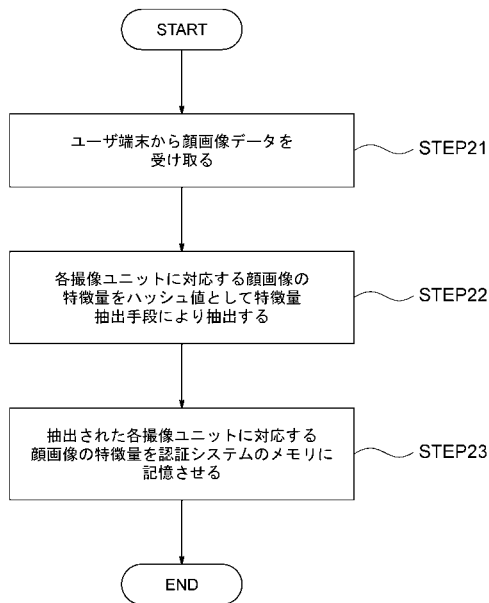 START
ユーザ端末から顔画像データを
受け取る
STEP21
各撮像ユニットに対応する顔画像の
特徴量をハッシュ値として特徴量
抽出手段により抽出する
STEP22
抽出された各撮像ユニットに対応する
顔画像の特徴量を認証システムのメモリに
記憶させる
STEP23
END